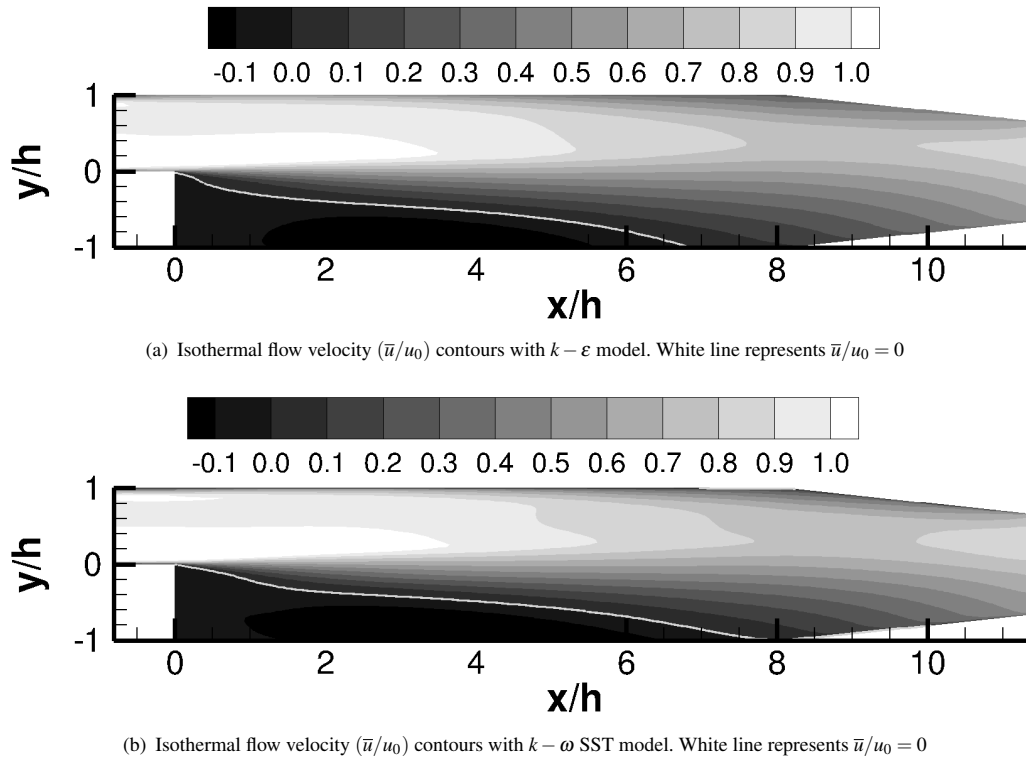 -0.1 0.0 0.1 0.2 0.3 0.4 0.5 0.6 0.7 0.8 0.9 1.0
1
0
-1
y/h
0 2 4 6 8 10
x/h
(a) Isothermal flow velocity (u̅/u₀) contours with k − ε model. White line represents u̅/u₀ = 0
-0.1 0.0 0.1 0.2 0.3 0.4 0.5 0.6 0.7 0.8 0.9 1.0
1
0
-1
y/h
0 2 4 6 8 10
x/h
(b) Isothermal flow velocity (u̅/u₀) contours with k − ω SST model. White line represents u̅/u₀ = 0